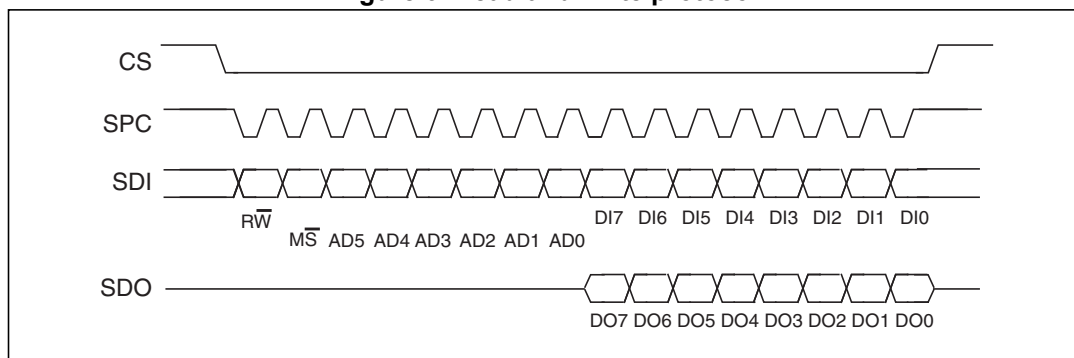 CS
SPC
SDI
RW̅
DI7 DI6 DI5 DI4 DI3 DI2 DI1 DI0
MS̅ AD5 AD4 AD3 AD2 AD1 AD0
SDO
DO7 DO6 DO5 DO4 DO3 DO2 DO1 DO0